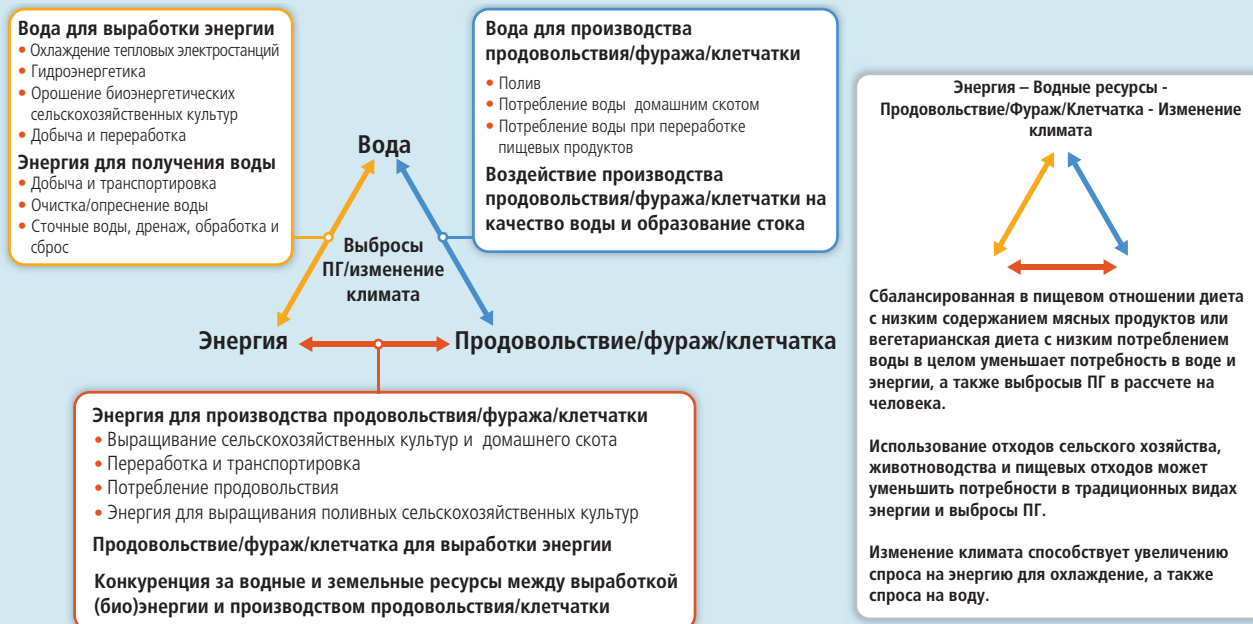 Вода для выработки энергии
• Охлаждение тепловых электростанций
• Гидроэнергетика
• Орошение биоэнергетических
сельскохозяйственных культур
• Добыча и переработка
Энергия для получения воды
• Добыча и транспортировка
• Очистка/опреснение воды
• Сточные воды, дренаж, обработка и
сброс
Вода для производства
продовольствия/фуража/клетчатки
• Полив
• Потребление воды домашним скотом
• Потребление воды при переработке
пищевых продуктов
Воздействие производства
продовольствия/фуража/клетчатки на
качество воды и образование стока
Вода
Выбросы
ПГ/изменение
климата
Энергия
Продовольствие/фураж/клетчатка
Энергия для производства продовольствия/фуража/клетчатки
• Выращивание сельскохозяйственных культур и домашнего скота
• Переработка и транспортировка
• Потребление продовольствия
• Энергия для выращивания поливных сельскохозяйственных культур
Продовольствие/фураж/клетчатка для выработки энергии
Конкуренция за водные и земельные ресурсы между выработкой
(био)энергии и производством продовольствия/клетчатки
Энергия – Водные ресурсы -
Продовольствие/Фураж/Клетчатка - Изменение
климата
Сбалансированная в пищевом отношении диета
с низким содержанием мясных продуктов или
вегетарианская диета с низким потреблением
воды в целом уменьшает потребность в воде и
энергии, а также выбросыв ПГ в рассчете на
человека.
Использование отходов сельского хозяйства,
животноводства и пищевых отходов может
уменьшить потребности в традиционных видах
энергии и выбросы ПГ.
Изменение климата способствует увеличению
спроса на энергию для охлаждение, а также
спроса на воду.